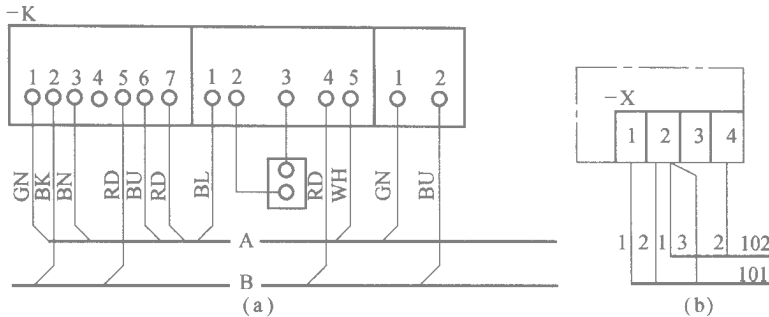 -K
1 2 3 4 5 6 7 1 2 3 4 5 1 2
GN BK BN RD BU RD BL RD WH GN BU
A
B
(a)
-X
1 2 3 4
1 2 1 3 2 102
101
(b)